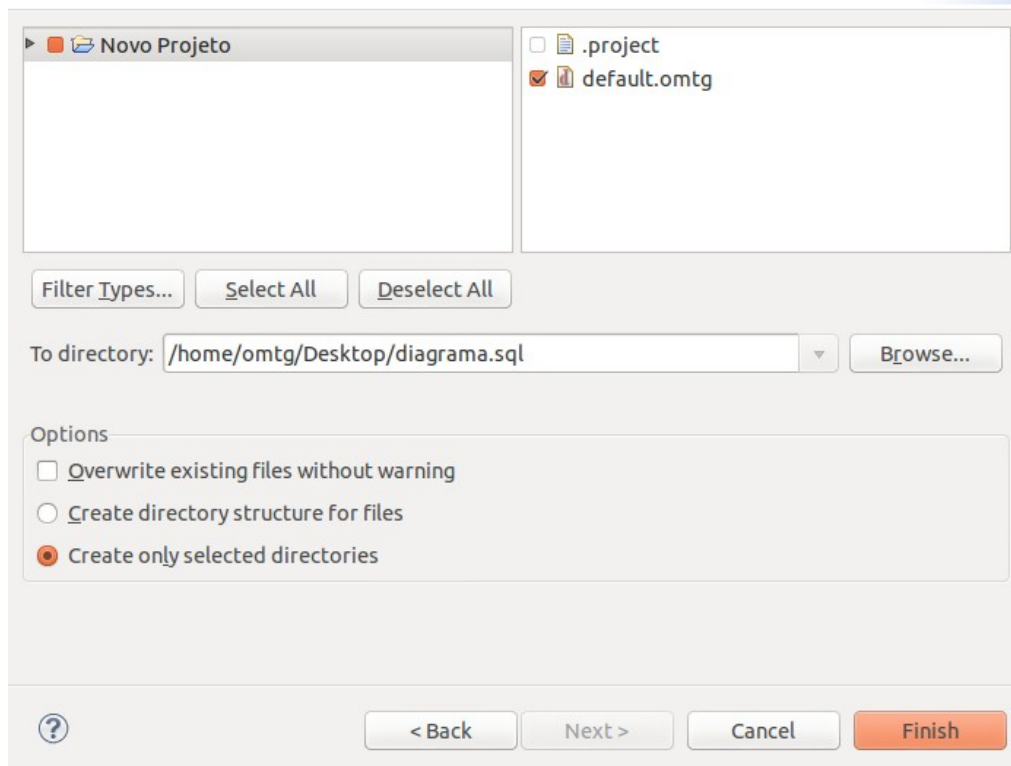 Novo Projeto
.project
default.omtg
Filter Types...
Select All
Deselect All
To directory: /home/omtg/Desktop/diagrama.sql
Browse...
Options
Overwrite existing files without warning
Create directory structure for files
Create only selected directories
< Back
Next >
Cancel
Finish